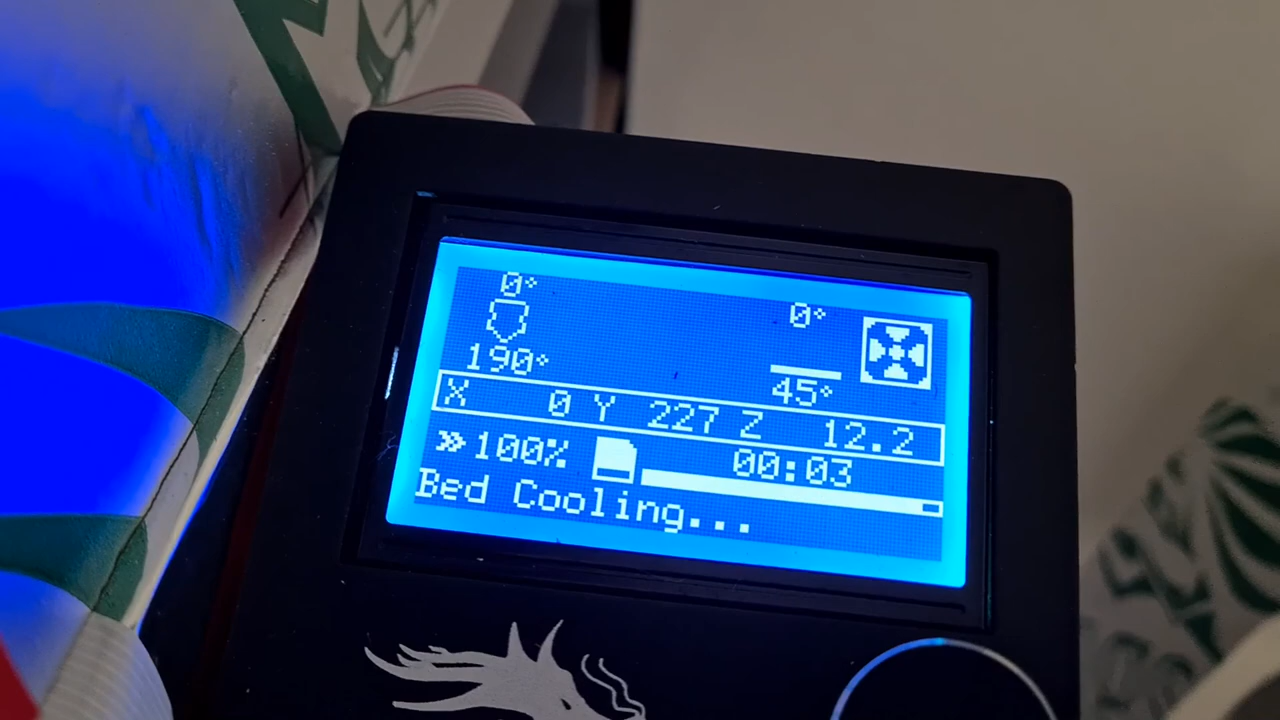 0° 0°
190° 45°
X 0 Y 227 Z 12.2
»100% 00:03
Bed Cooling...